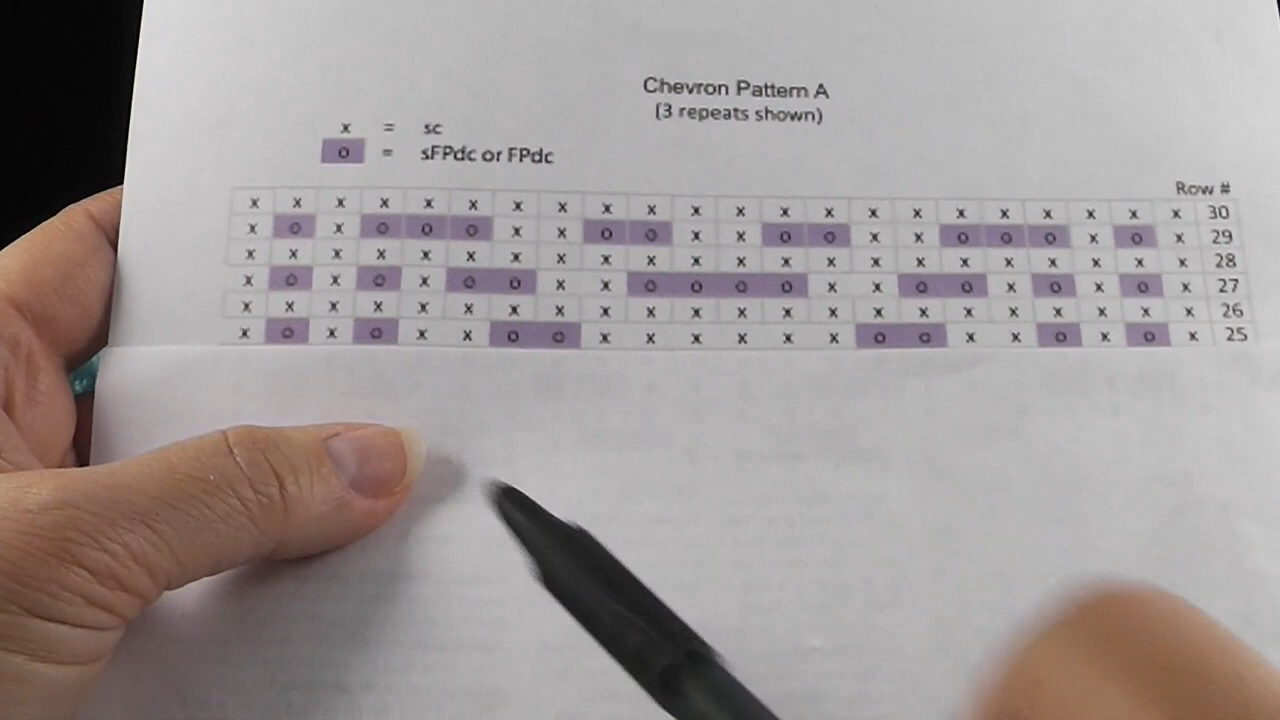 Chevron Pattern A
(3 repeats shown)
x = sc
o = sFPdc or FPdc
Row #
x x x x x x x x x x x x x x x x x x x x x x 30
x o x o o o x x o o x x o o x x o o o x o x 29
x x x x x x x x x x x x x x x x x x x x x x 28
x o x o x o o x x o o o o x x o o x o x o x 27
x x x x x x x x x x x x x x x x x x x x x x 26
x o x o x x o o x x x x x x o o x x o x o x 25